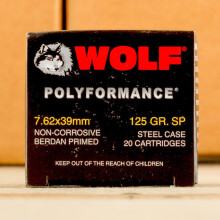 WOLF
POLYFORMANCE®
7.62x39mm 125 GR. SP
NON-CORROSIVE STEEL CASE
BERDAN PRIMED 20 CARTRIDGES
KEEP OUT OF THE REACH OF CHILDREN